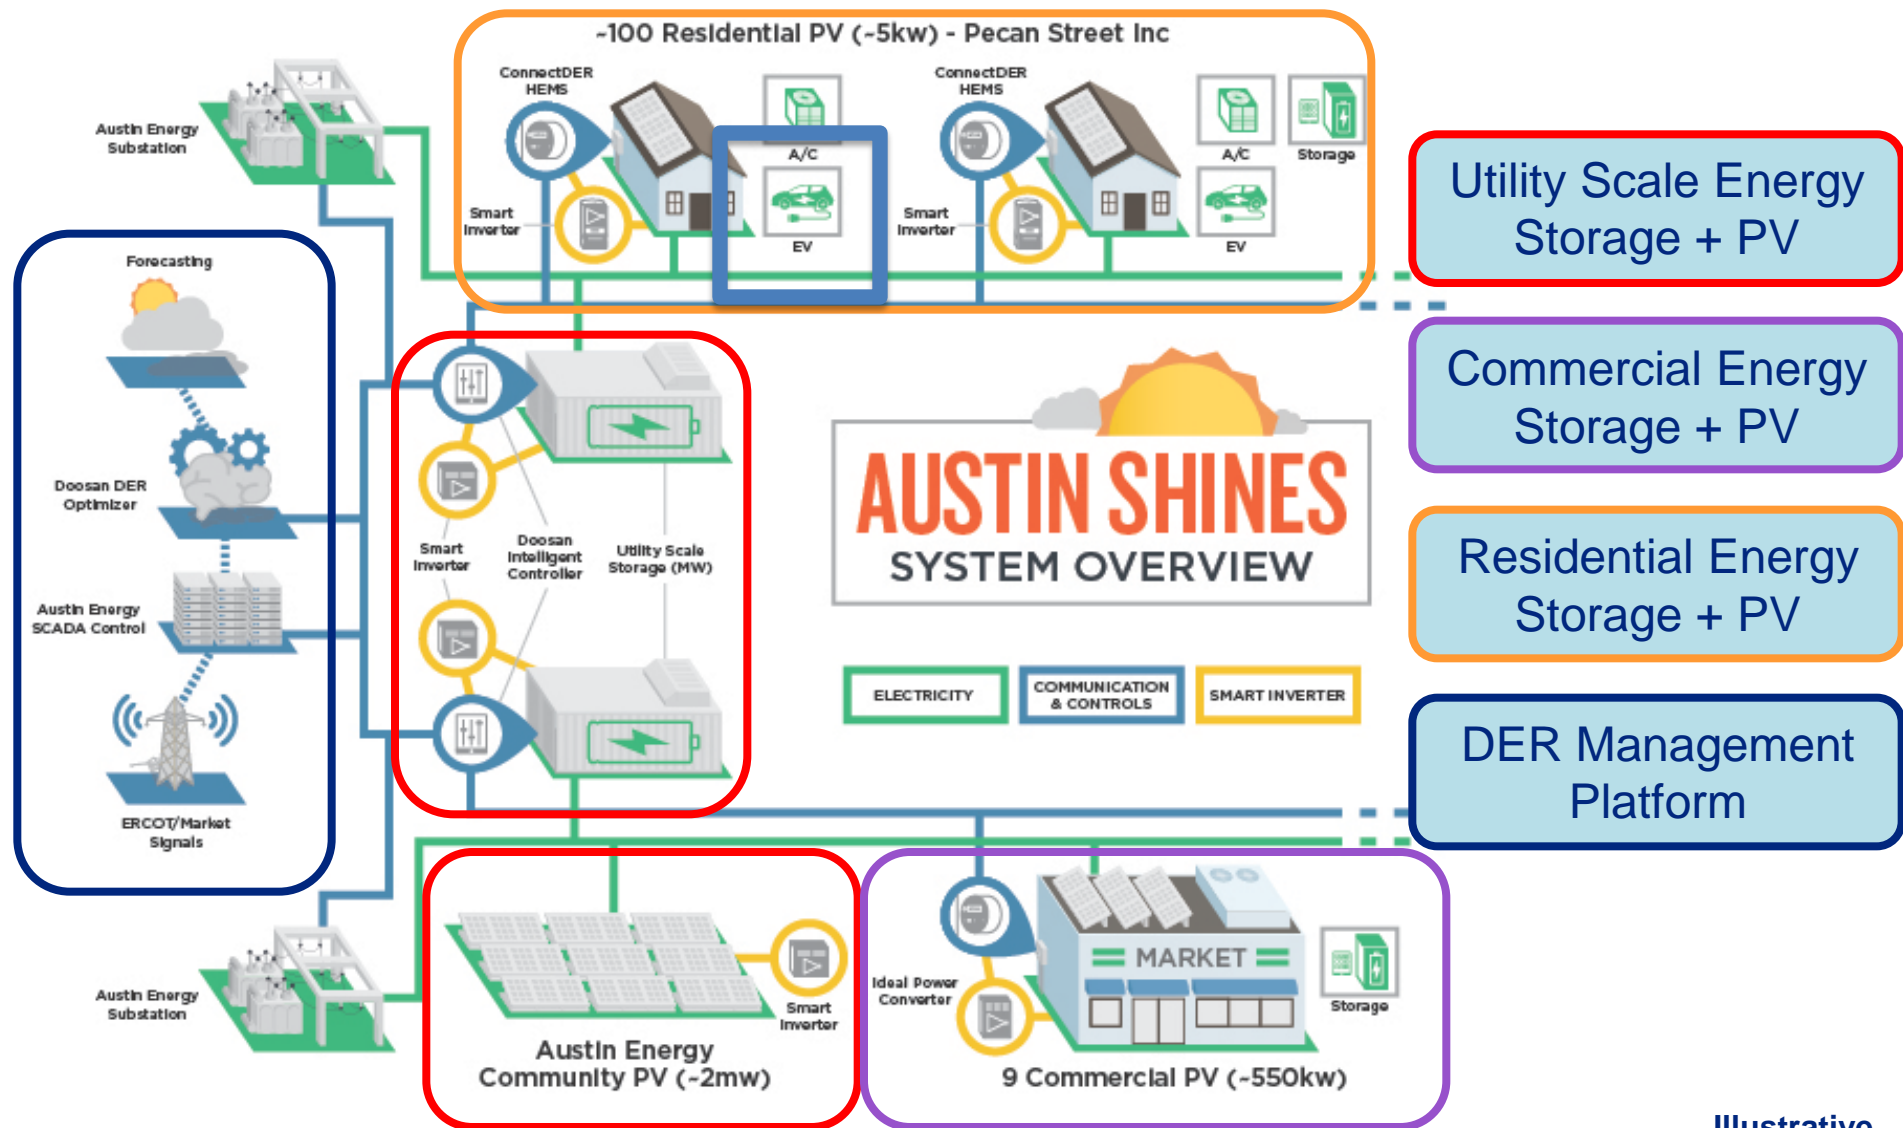 ~100 Residential PV (~5kw) - Pecan Street Inc
ConnectDER
HEMS
A/C
EV
Smart
Inverter
ConnectDER
HEMS
A/C
Storage
EV
Smart
Inverter
Austin Energy
Substation
Forecasting
Doosan DER
Optimizer
Austin Energy
SCADA Control
ERCOT/Market
Signals
Smart
Inverter
Doosan
Intelligent
Controller
Utility Scale
Storage (MW)
AUSTIN SHINES
SYSTEM OVERVIEW
ELECTRICITY
COMMUNICATION
& CONTROLS
SMART INVERTER
Utility Scale Energy
Storage + PV
Commercial Energy
Storage + PV
Residential Energy
Storage + PV
DER Management
Platform
Austin Energy
Substation
Smart
Inverter
Austin Energy
Community PV (~2mw)
Ideal Power
Converter
MARKET
Storage
9 Commercial PV (~550kw)
Illustrative